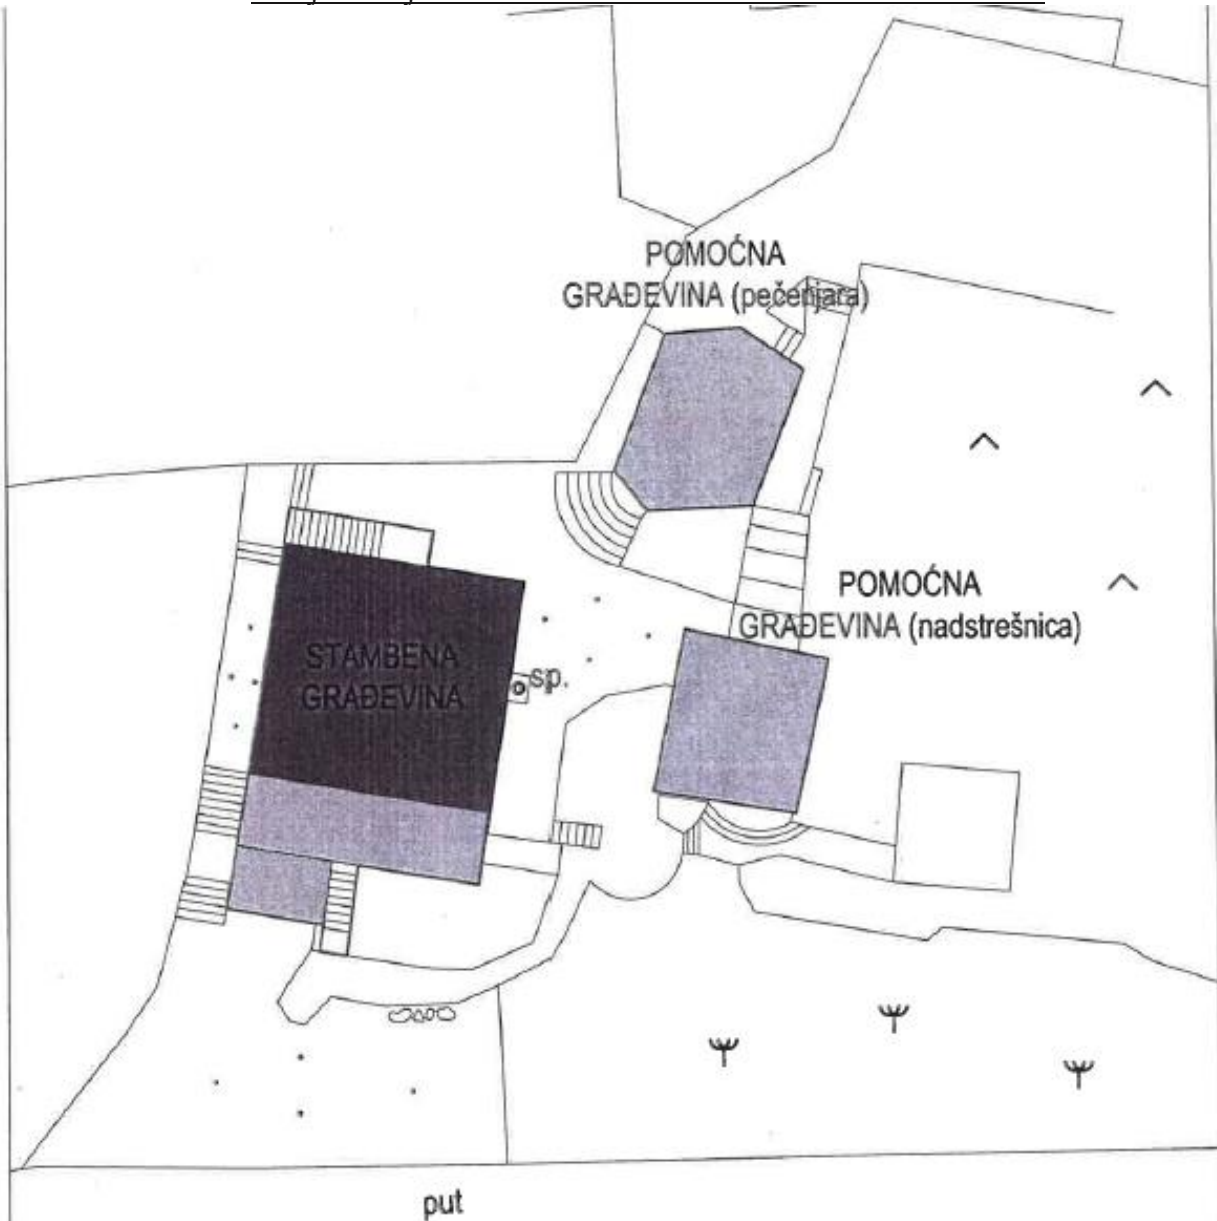 POMOĆNA
GRAĐEVINA (pečenjara)
POMOĆNA
GRAĐEVINA (nadstrešnica)
STAMBENA
GRAĐEVINA
sp.
put